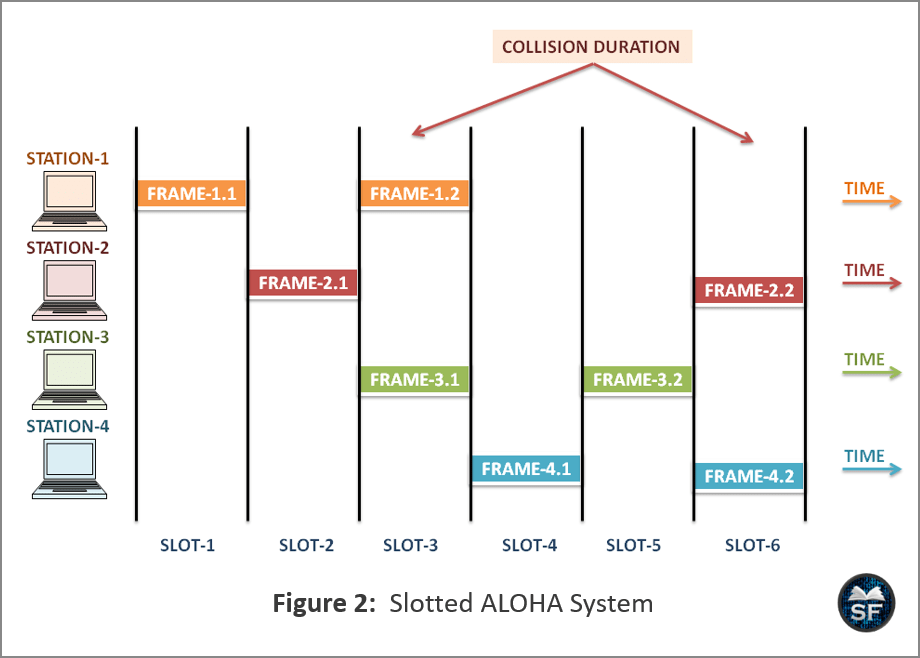 COLLISION DURATION
STATION-1
FRAME-1.1
FRAME-1.2
TIME
STATION-2
FRAME-2.1
FRAME-2.2
TIME
STATION-3
FRAME-3.1
FRAME-3.2
TIME
STATION-4
FRAME-4.1
FRAME-4.2
TIME
SLOT-1
SLOT-2
SLOT-3
SLOT-4
SLOT-5
SLOT-6
Figure 2: Slotted ALOHA System
SF